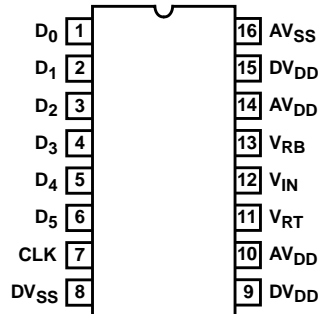 D0 1 16 AVSS
D1 2 15 DVDD
D2 3 14 AVDD
D3 4 13 VRB
D4 5 12 VIN
D5 6 11 VRT
CLK 7 10 AVDD
DVSS 8 9 DVDD